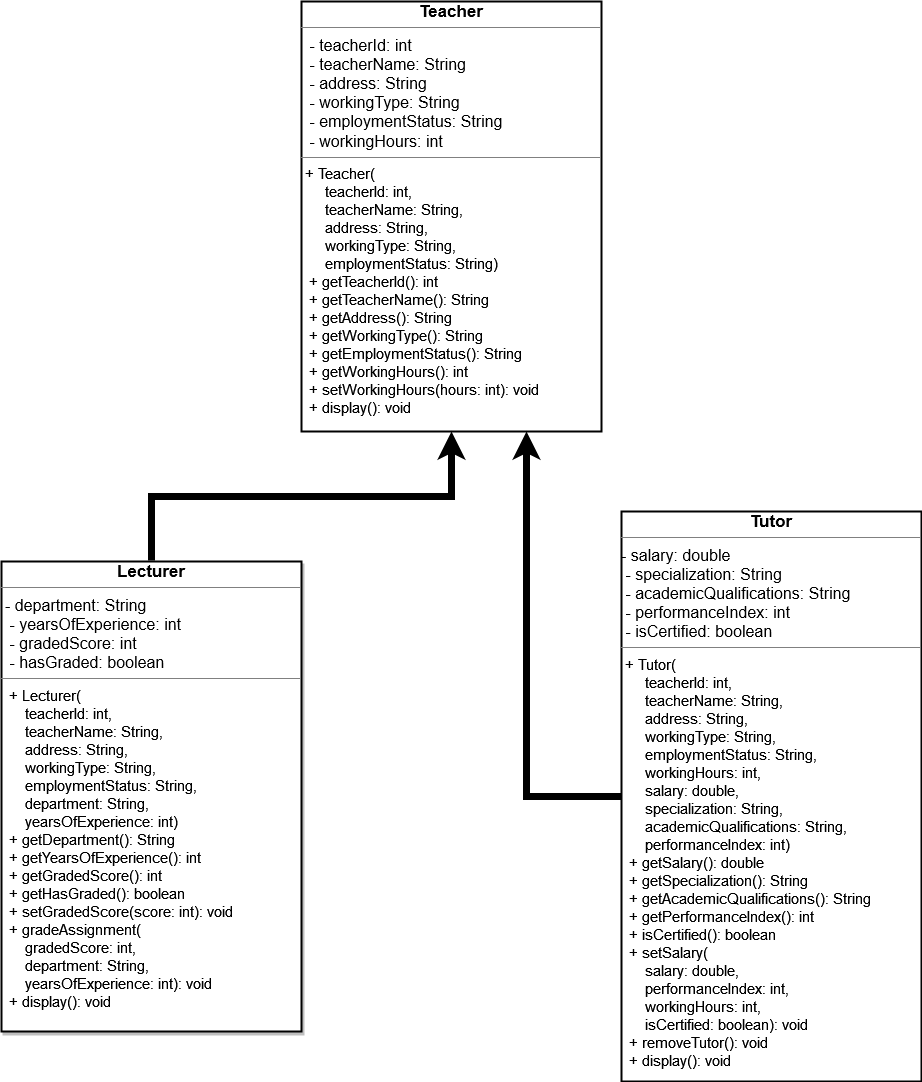 Teacher
- teacherId: int
- teacherName: String
- address: String
- workingType: String
- employmentStatus: String
- workingHours: int
+ Teacher(
teacherId: int,
teacherName: String,
address: String,
workingType: String,
employmentStatus: String)
+ getTeacherId(): int
+ getTeacherName(): String
+ getAddress(): String
+ getWorkingType(): String
+ getEmploymentStatus(): String
+ getWorkingHours(): int
+ setWorkingHours(hours: int): void
+ display(): void
Lecturer
- department: String
- yearsOfExperience: int
- gradedScore: int
- hasGraded: boolean
+ Lecturer(
teacherId: int,
teacherName: String,
address: String,
workingType: String,
employmentStatus: String,
department: String,
yearsOfExperience: int)
+ getDepartment(): String
+ getYearsOfExperience(): int
+ getGradedScore(): int
+ getHasGraded(): boolean
+ setGradedScore(score: int): void
+ gradeAssignment(
gradedScore: int,
department: String,
yearsOfExperience: int): void
+ display(): void
Tutor
- salary: double
- specialization: String
- academicQualifications: String
- performanceIndex: int
- isCertified: boolean
+ Tutor(
teacherId: int,
teacherName: String,
address: String,
workingType: String,
employmentStatus: String,
workingHours: int,
salary: double,
specialization: String,
academicQualifications: String,
performanceIndex: int)
+ getSalary(): double
+ getSpecialization(): String
+ getAcademicQualifications(): String
+ getPerformanceIndex(): int
+ isCertified(): boolean
+ setSalary(
salary: double,
performanceIndex: int,
workingHours: int,
isCertified: boolean): void
+ removeTutor(): void
+ display(): void